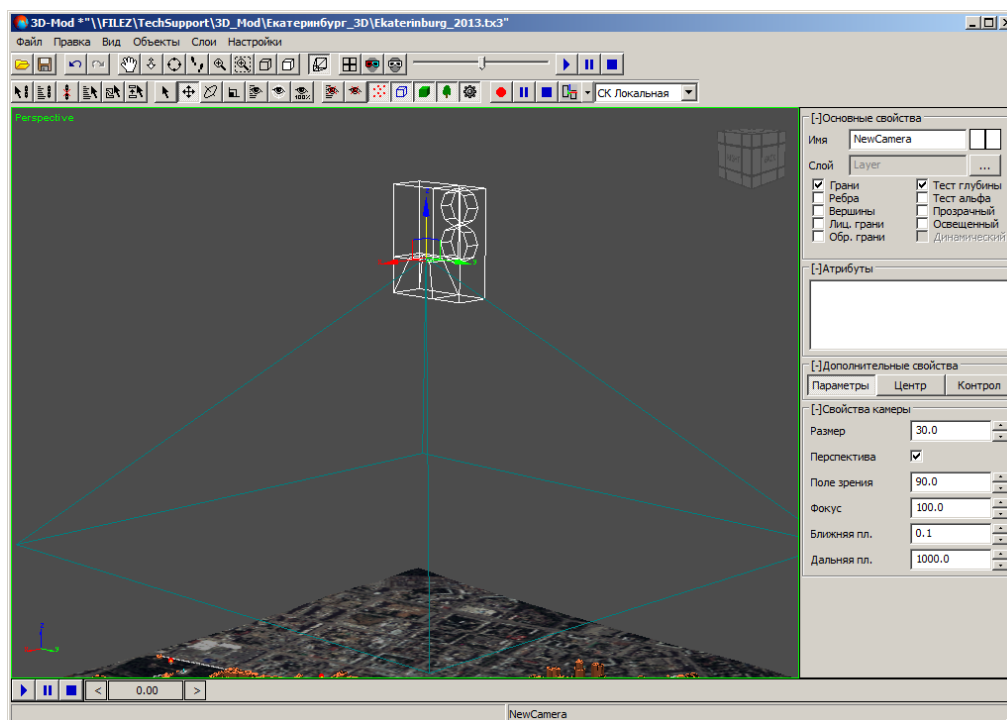 3D-Mod *"\\FILEZ\TechSupport\3D_Mod\Екатеринбург_3D\Ekaterinburg_2013.tx3"
Файл Правка Вид Объекты Слои Настройки
100%
СК Локальная
Perspective
[-]Основные свойства
Имя NewCamera
Слой Layer ...
Грани Тест глубины
Ребра Тест альфа
Вершины Прозрачный
Лиц. грани Освещенный
Обр. грани Динамический
[-]Атрибуты
[-]Дополнительные свойства
Параметры Центр Контрол
[-]Свойства камеры
Размер 30.0
Перспектива
Поле зрения 90.0
Фокус 100.0
Ближняя пл. 0.1
Дальняя пл. 1000.0
< 0.00 >
NewCamera